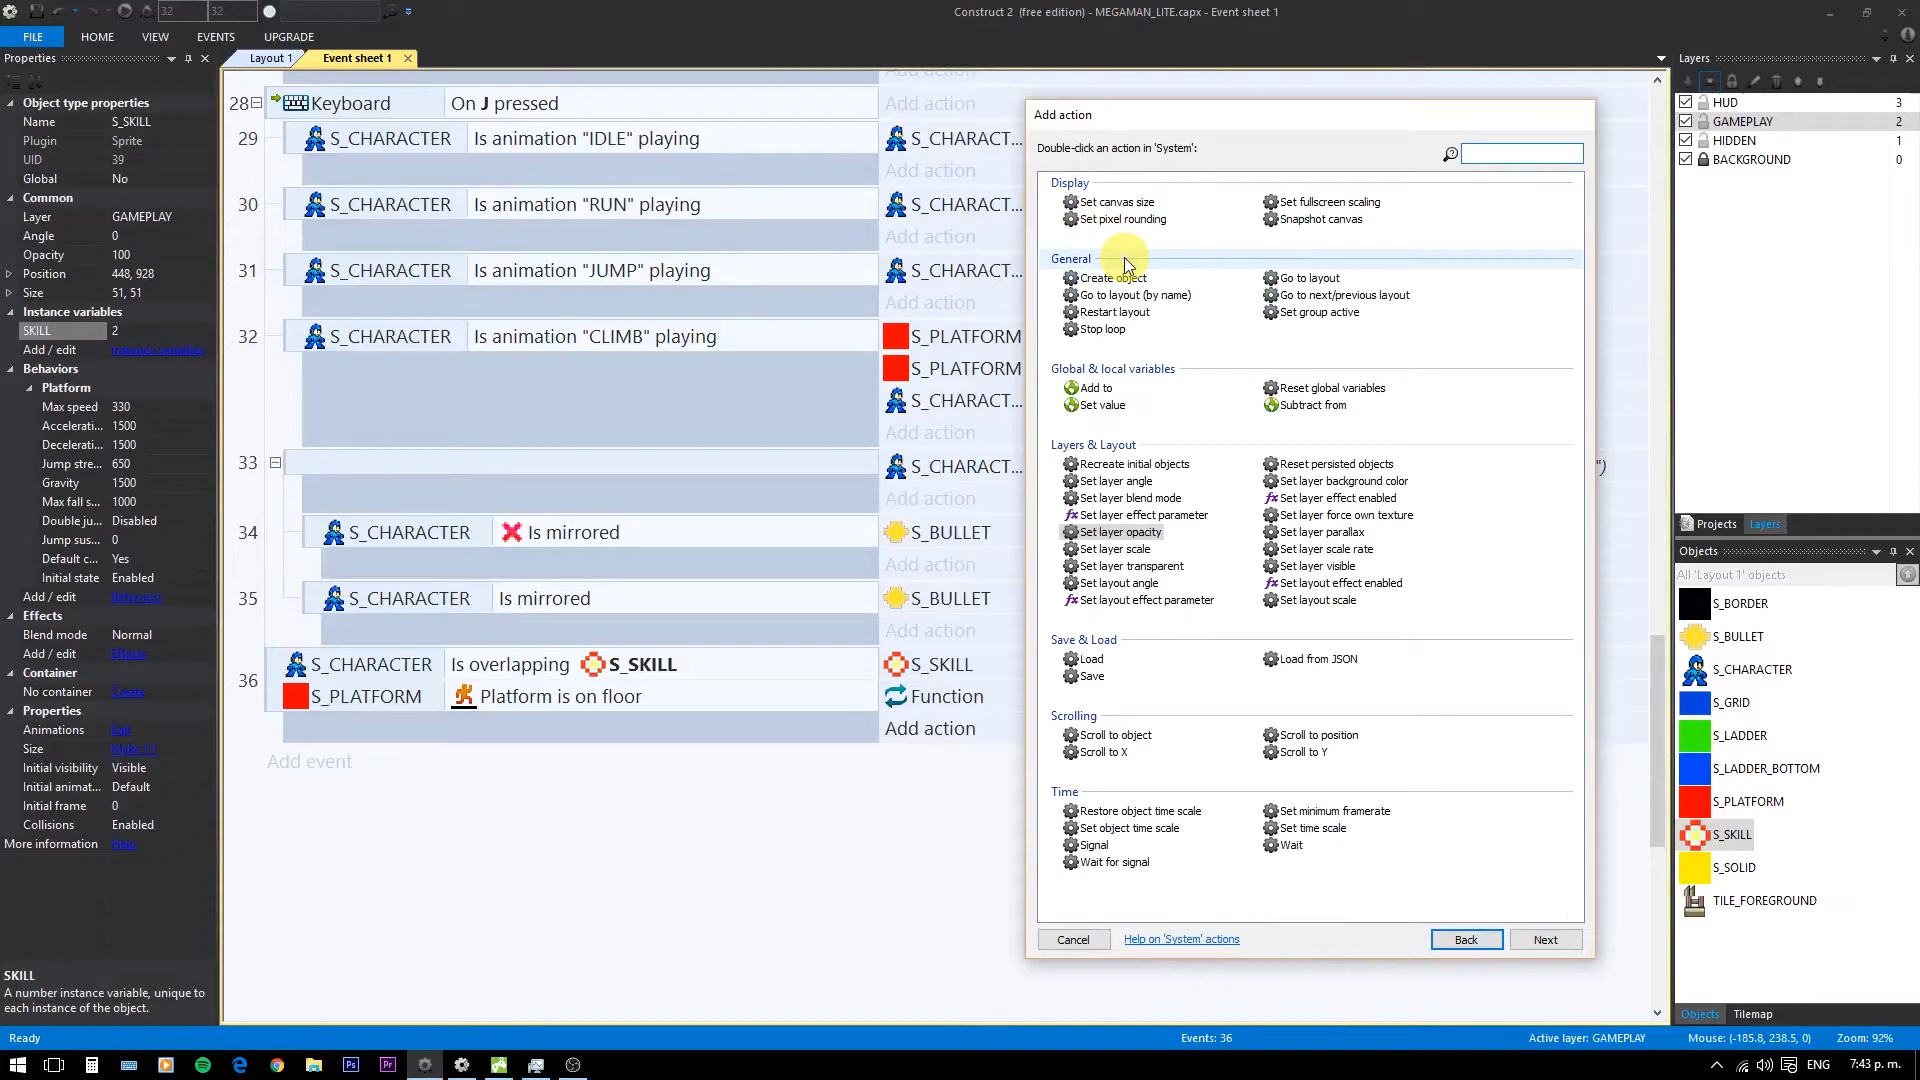 32
32
Construct 2 (free edition) - MEGAMAN_LITE.capx - Event sheet 1
FILE
HOME
VIEW
EVENTS
UPGRADE
Properties
Layout 1
Event sheet 1
Layers
Object type properties
Name S_SKILL
Plugin Sprite
UID 39
Global No
Common
Layer GAMEPLAY
Angle 0
Opacity 100
Position 448, 928
Size 51, 51
Instance variables
SKILL 2
Add / edit Instance variables
Behaviors
Platform
Max speed 330
Accelerati... 1500
Decelerati... 1500
Jump stre... 650
Gravity 1500
Max fall s... 1000
Double ju... Disabled
Jump sus... 0
Default c... Yes
Initial state Enabled
Add / edit Behaviors
Effects
Blend mode Normal
Add / edit Effects
Container
No container Create
Properties
Animations Edit
Size Make 1:1
Initial visibility Visible
Initial animat... Default
Initial frame 0
Collisions Enabled
More information Help
SKILL
A number instance variable, unique to
each instance of the object.
Add action
28 Keyboard On J pressed Add action
29 S_CHARACTER Is animation "IDLE" playing S_CHARACT...
Add action
30 S_CHARACTER Is animation "RUN" playing S_CHARACT...
Add action
31 S_CHARACTER Is animation "JUMP" playing S_CHARACT...
Add action
32 S_CHARACTER Is animation "CLIMB" playing S_PLATFORM
S_PLATFORM
S_CHARACT...
Add action
33 S_CHARACT... ")
Add action
34 S_CHARACTER Is mirrored S_BULLET
Add action
35 S_CHARACTER Is mirrored S_BULLET
Add action
36 S_CHARACTER Is overlapping S_SKILL S_SKILL
S_PLATFORM Platform is on floor Function
Add action
Add event
Add action
Double-click an action in 'System':
Display
Set canvas size Set fullscreen scaling
Set pixel rounding Snapshot canvas
General
Create object Go to layout
Go to layout (by name) Go to next/previous layout
Restart layout Set group active
Stop loop
Global & local variables
Add to Reset global variables
Set value Subtract from
Layers & Layout
Recreate initial objects Reset persisted objects
Set layer angle Set layer background color
Set layer blend mode fx Set layer effect enabled
fx Set layer effect parameter Set layer force own texture
Set layer opacity Set layer parallax
Set layer scale Set layer scale rate
Set layer transparent Set layer visible
Set layout angle fx Set layout effect enabled
fx Set layout effect parameter Set layout scale
Save & Load
Load Load from JSON
Save
Scrolling
Scroll to object Scroll to position
Scroll to X Scroll to Y
Time
Restore object time scale Set minimum framerate
Set object time scale Set time scale
Signal Wait
Wait for signal
Cancel Help on 'System' actions Back Next
HUD 3
GAMEPLAY 2
HIDDEN 1
BACKGROUND 0
Projects Layers
Objects
All 'Layout 1' objects
S_BORDER
S_BULLET
S_CHARACTER
S_GRID
S_LADDER
S_LADDER_BOTTOM
S_PLATFORM
S_SKILL
S_SOLID
TILE_FOREGROUND
Objects Tilemap
Ready Events: 36 Active layer: GAMEPLAY Mouse: (-185.8, 238.5, 0) Zoom: 92%
Ps Pr ENG 7:43 p. m.